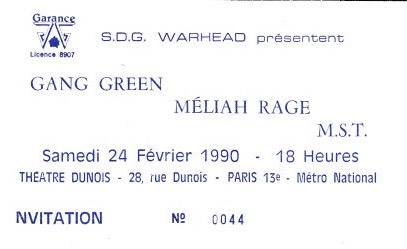 Garance
Licence 8907
S.D.G. WARHEAD présentent
GANG GREEN
MÉLIAH RAGE
M.S.T.
Samedi 24 Février 1990 - 18 Heures
THÉATRE DUNOIS - 28, rue Dunois - PARIS 13e - Métro National
NVITATION Nº 0044